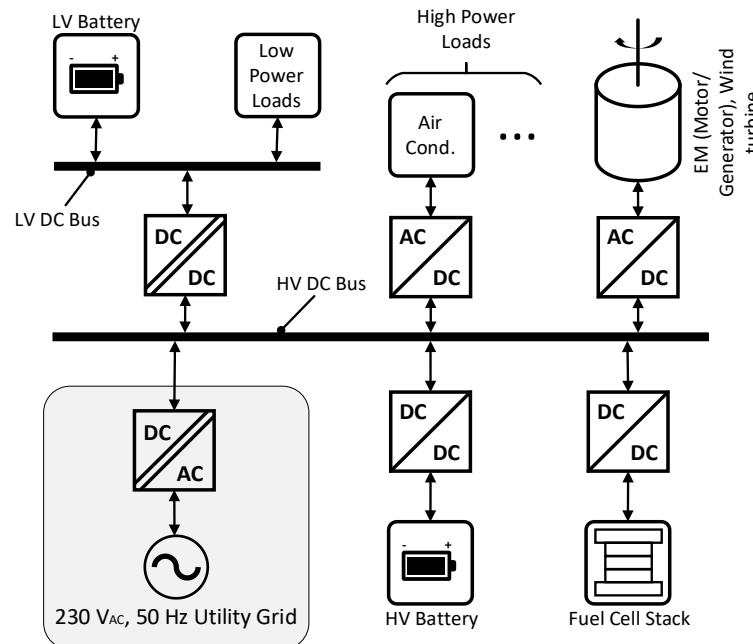 LV Battery
- +
Low
Power
Loads
High Power
Loads
Air
Cond.
...
EM (Motor/
Generator), Wind
turbine
LV DC Bus
DC
DC
AC
DC
AC
DC
HV DC Bus
DC
AC
DC
DC
DC
DC
- +
230 VAC, 50 Hz Utility Grid
HV Battery
Fuel Cell Stack